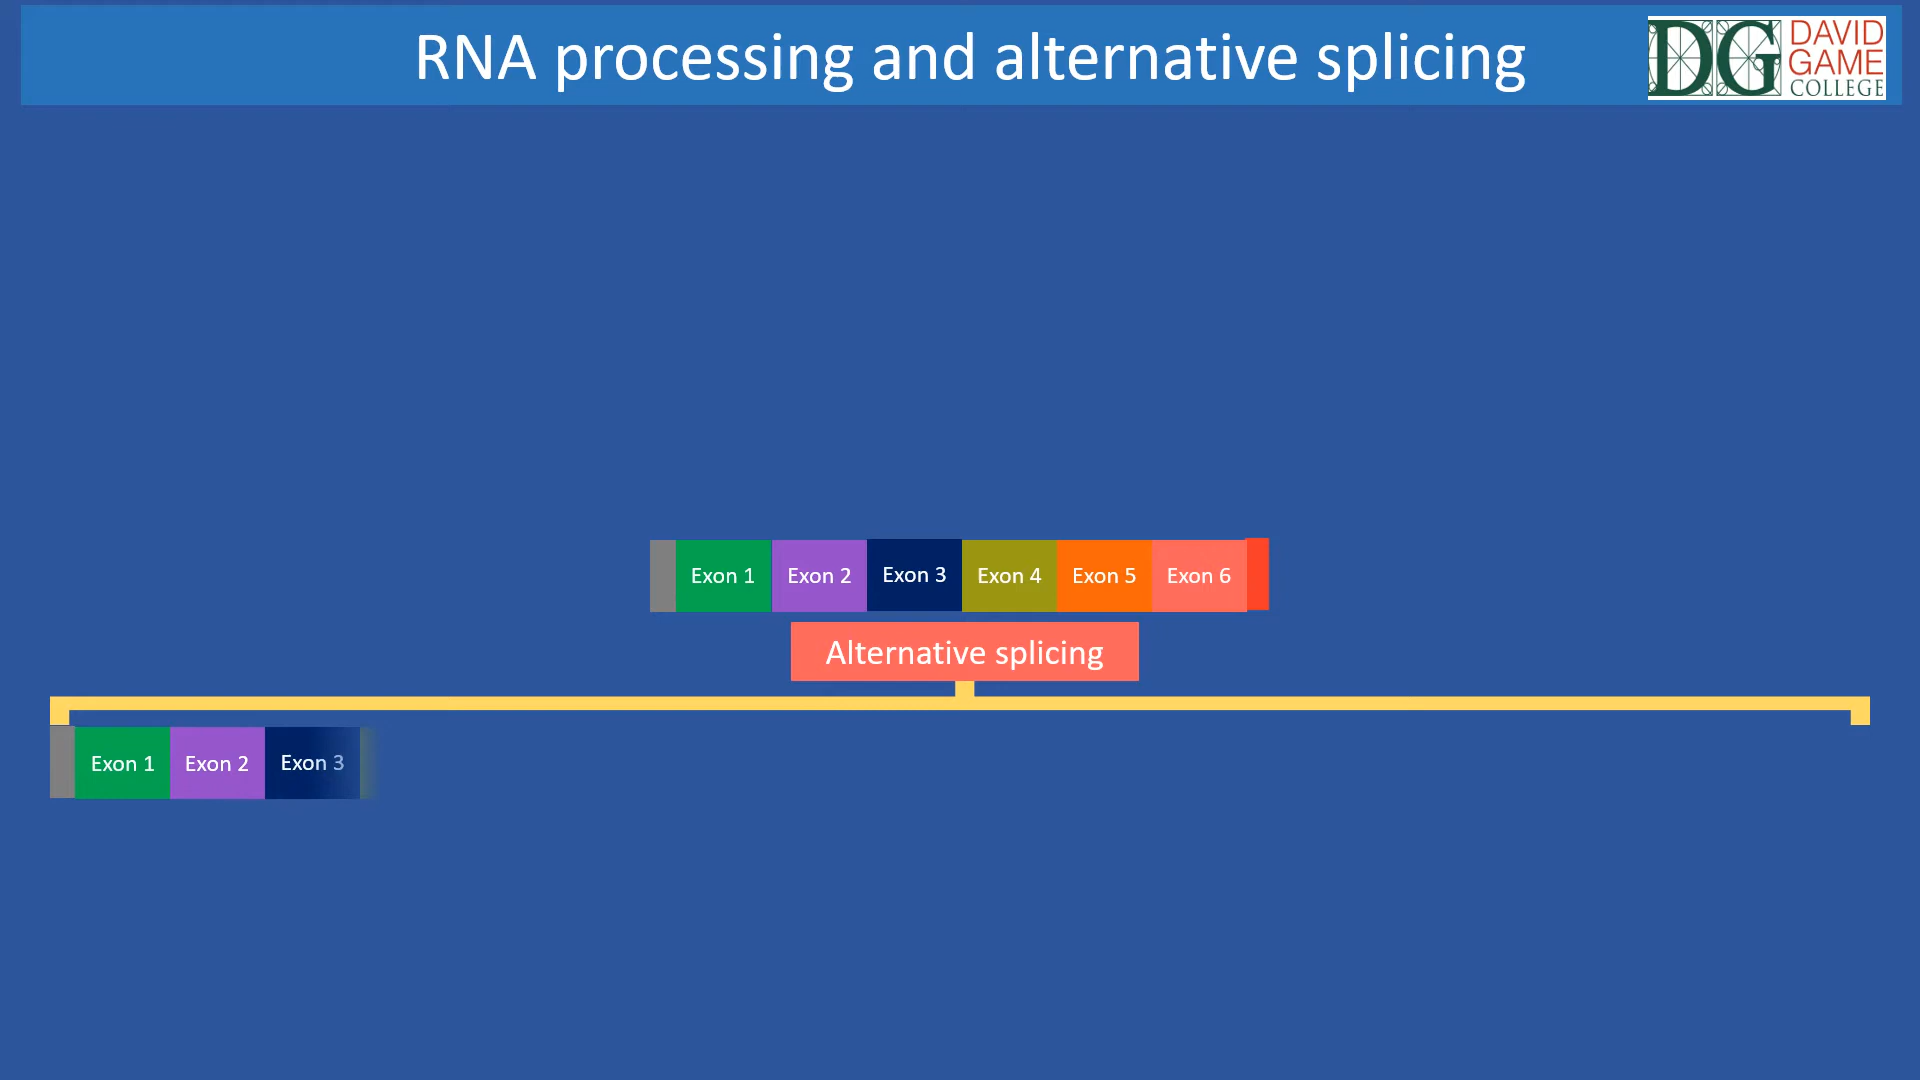 RNA processing and alternative splicing
DG
DAVID
GAME
COLLEGE
Exon 1 Exon 2 Exon 3 Exon 4 Exon 5 Exon 6
Alternative splicing
Exon 1 Exon 2 Exon 3